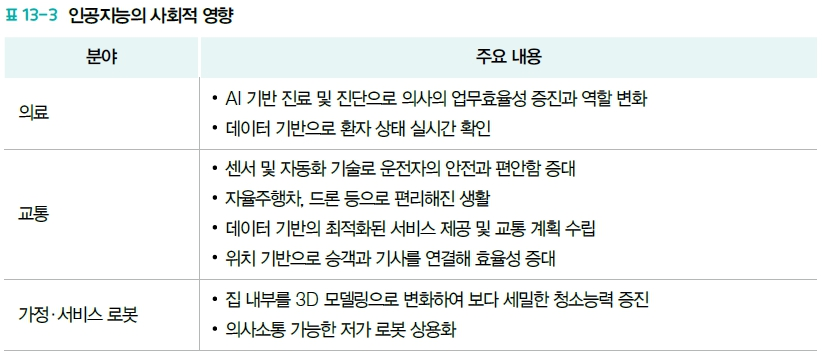 표 13-3 인공지능의 사회적 영향
분야 주요 내용
의료
• AI 기반 진료 및 진단으로 의사의 업무효율성 증진과 역할 변화
• 데이터 기반으로 환자 상태 실시간 확인
교통
• 센서 및 자동화 기술로 운전자의 안전과 편안함 증대
• 자율주행차, 드론 등으로 편리해진 생활
• 데이터 기반의 최적화된 서비스 제공 및 교통 계획 수립
• 위치 기반으로 승객과 기사를 연결해 효율성 증대
가정·서비스 로봇
• 집 내부를 3D 모델링으로 변화하여 보다 세밀한 청소능력 증진
• 의사소통 가능한 저가 로봇 상용화